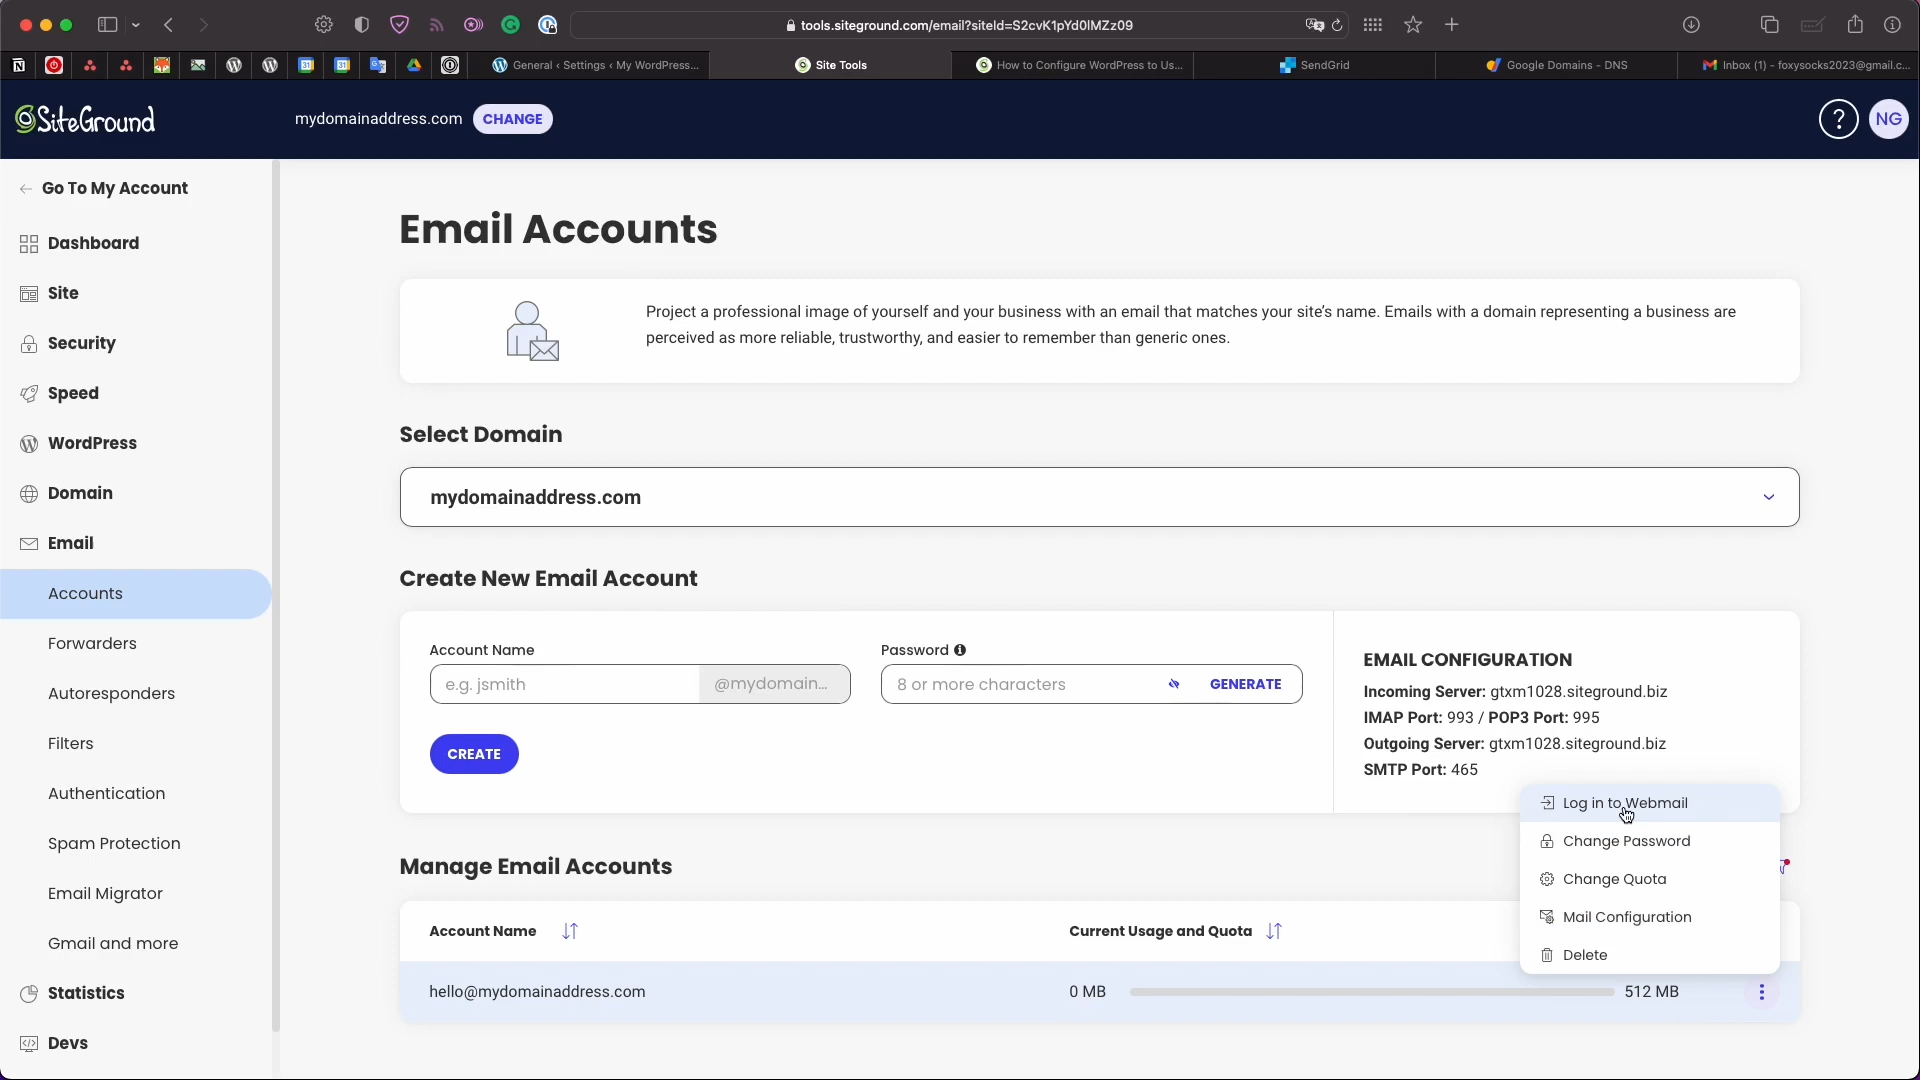 tools.siteground.com/email?siteId=S2cvK1pYd0lMZz09
General ‹ Settings ‹ My WordPress...
Site Tools
How to Configure WordPress to Us...
SendGrid
Google Domains - DNS
Inbox (1) - foxysocks2023@gmail.c...
SiteGround
mydomainaddress.com
CHANGE
?
NG
Go To My Account
Dashboard
Site
Security
Speed
WordPress
Domain
Email
Accounts
Forwarders
Autoresponders
Filters
Authentication
Spam Protection
Email Migrator
Gmail and more
Statistics
Devs
Email Accounts
Project a professional image of yourself and your business with an email that matches your site's name. Emails with a domain representing a business are
perceived as more reliable, trustworthy, and easier to remember than generic ones.
Select Domain
mydomainaddress.com
Create New Email Account
Account Name
e.g. jsmith
@mydomain...
Password
8 or more characters
GENERATE
CREATE
EMAIL CONFIGURATION
Incoming Server: gtxm1028.siteground.biz
IMAP Port: 993 / POP3 Port: 995
Outgoing Server: gtxm1028.siteground.biz
SMTP Port: 465
Log in to Webmail
Change Password
Change Quota
Mail Configuration
Delete
Manage Email Accounts
Account Name
Current Usage and Quota
hello@mydomainaddress.com
0 MB
512 MB